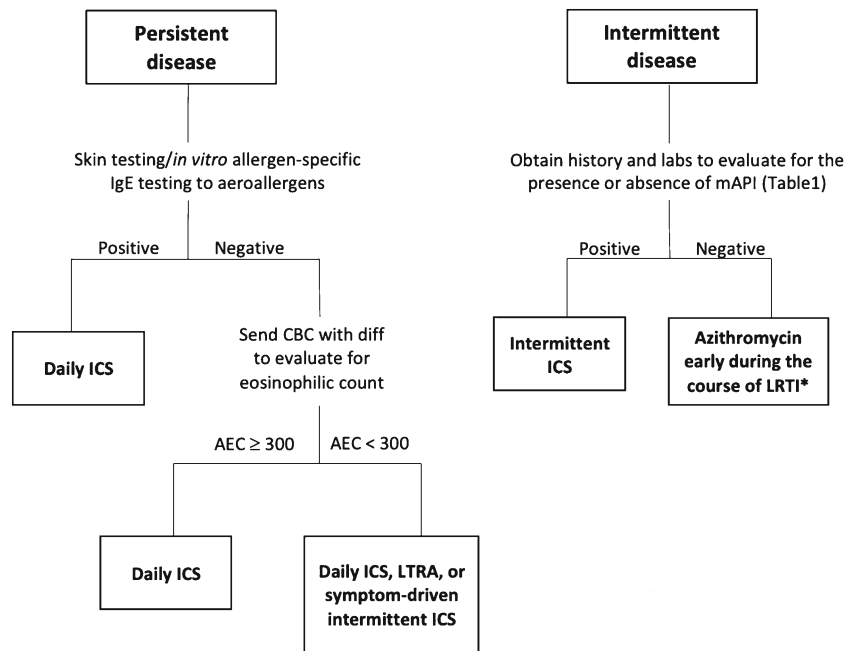 Persistent
disease
Skin testing/in vitro allergen-specific
IgE testing to aeroallergens
Positive
Negative
Daily ICS
Send CBC with diff
to evaluate for
eosinophilic count
AEC ≥ 300
AEC < 300
Daily ICS
Daily ICS, LTRA, or
symptom-driven
intermittent ICS
Intermittent
disease
Obtain history and labs to evaluate for the
presence or absence of mAPI (Table1)
Positive
Negative
Intermittent
ICS
Azithromycin
early during the
course of LRTI*